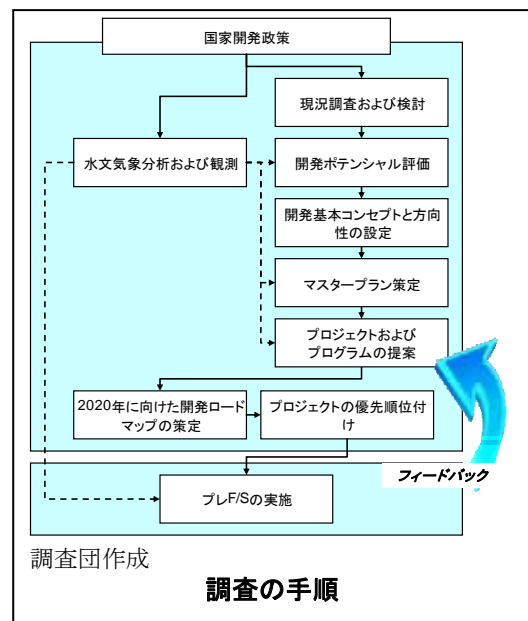 国家開発政策
現況調査および検討
水文気象分析および観測
開発ポテンシャル評価
開発基本コンセプトと方向
性の設定
マスタープラン策定
プロジェクトおよび
プログラムの提案
2020年に向けた開発ロード
マップの策定
プロジェクトの優先順位付
け
フィードバック
プレF/Sの実施
調査団作成
調査の手順